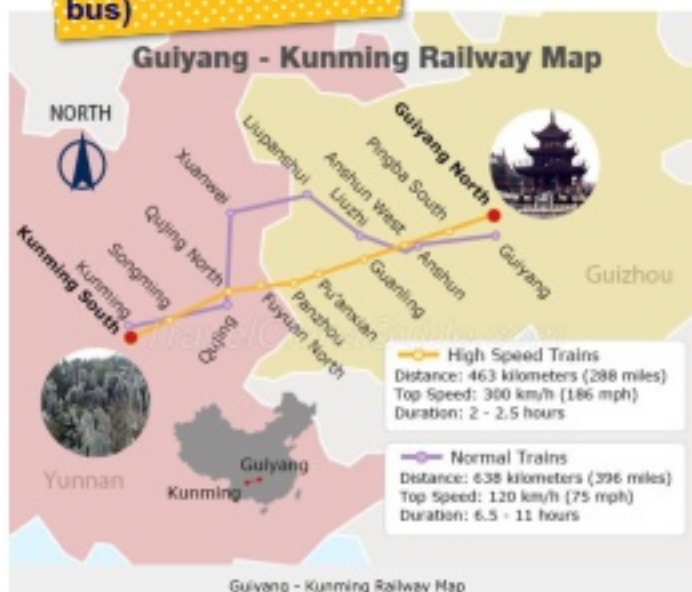 bus)
Guiyang - Kunming Railway Map
NORTH
Guiyang North
Pingba South
Anshun West
Liuzhi
Liupanshui
Xuanwei
Qujing North
Songming
Kunming
Kunming South
Qujing
Fuyuan North
Panzhou
Pu'anxian
Guanling
Anshun
Guiyang
Guizhou
Yunnan
High Speed Trains
Distance: 463 kilometers (288 miles)
Top Speed: 300 km/h (186 mph)
Duration: 2 - 2.5 hours
Normal Trains
Distance: 638 kilometers (396 miles)
Top Speed: 120 km/h (75 mph)
Duration: 6.5 - 11 hours
Guiyang
Kunming
Guiyang - Kunming Railway Map